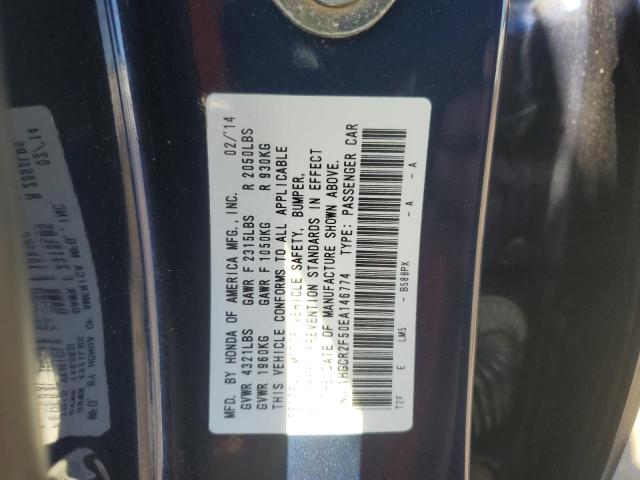 MFD. BY HONDA OF AMERICA MFG., INC. 02/'14
GVWR 4321LBS GAWR F 2315LBS R 2050LBS
GVWR 1960KG GAWR F 1050KG R 930KG
THIS VEHICLE CONFORMS TO ALL APPLICABLE
VEHICLE SAFETY, BUMPER,
PREVENTION STANDARDS IN EFFECT
DATE OF MANUFACTURE SHOWN ABOVE.
1HGCR2F50EA146774 TYPE: PASSENGER CAR
T2F E LM5 - B588PX - A - A